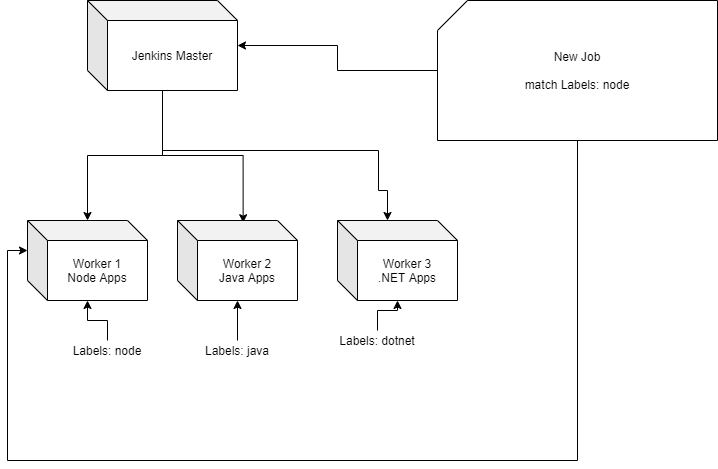 Jenkins Master
New Job
match Labels: node
Worker 1
Node Apps
Worker 2
Java Apps
Worker 3
.NET Apps
Labels: node
Labels: java
Labels: dotnet